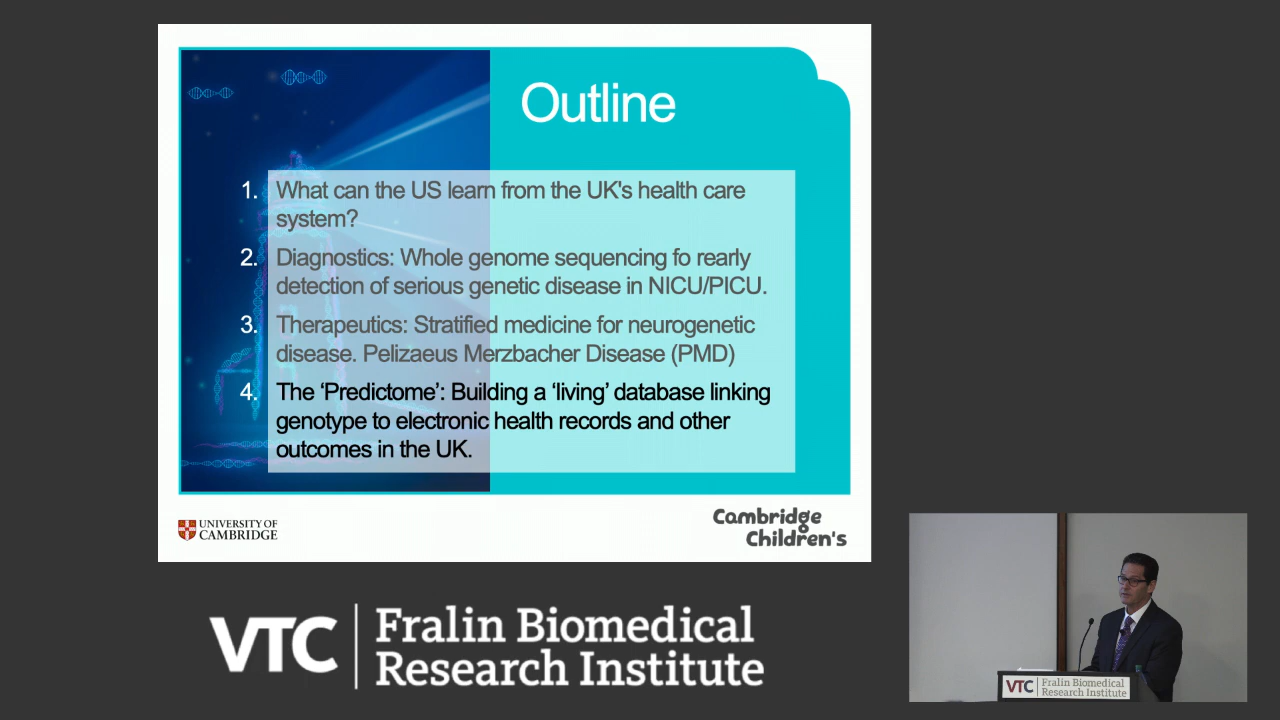 Outline
1. What can the US learn from the UK's health care
system?
2. Diagnostics: Whole genome sequencing fo rearly
detection of serious genetic disease in NICU/PICU.
3. Therapeutics: Stratified medicine for neurogenetic
disease. Pelizaeus Merzbacher Disease (PMD)
4. The ‘Predictome’: Building a ‘living’ database linking
genotype to electronic health records and other
outcomes in the UK.
UNIVERSITY OF
CAMBRIDGE
Cambridge
Children's
VTC
Fralin Biomedical
Research Institute
VTC
Fralin Biomedical
Research Institute